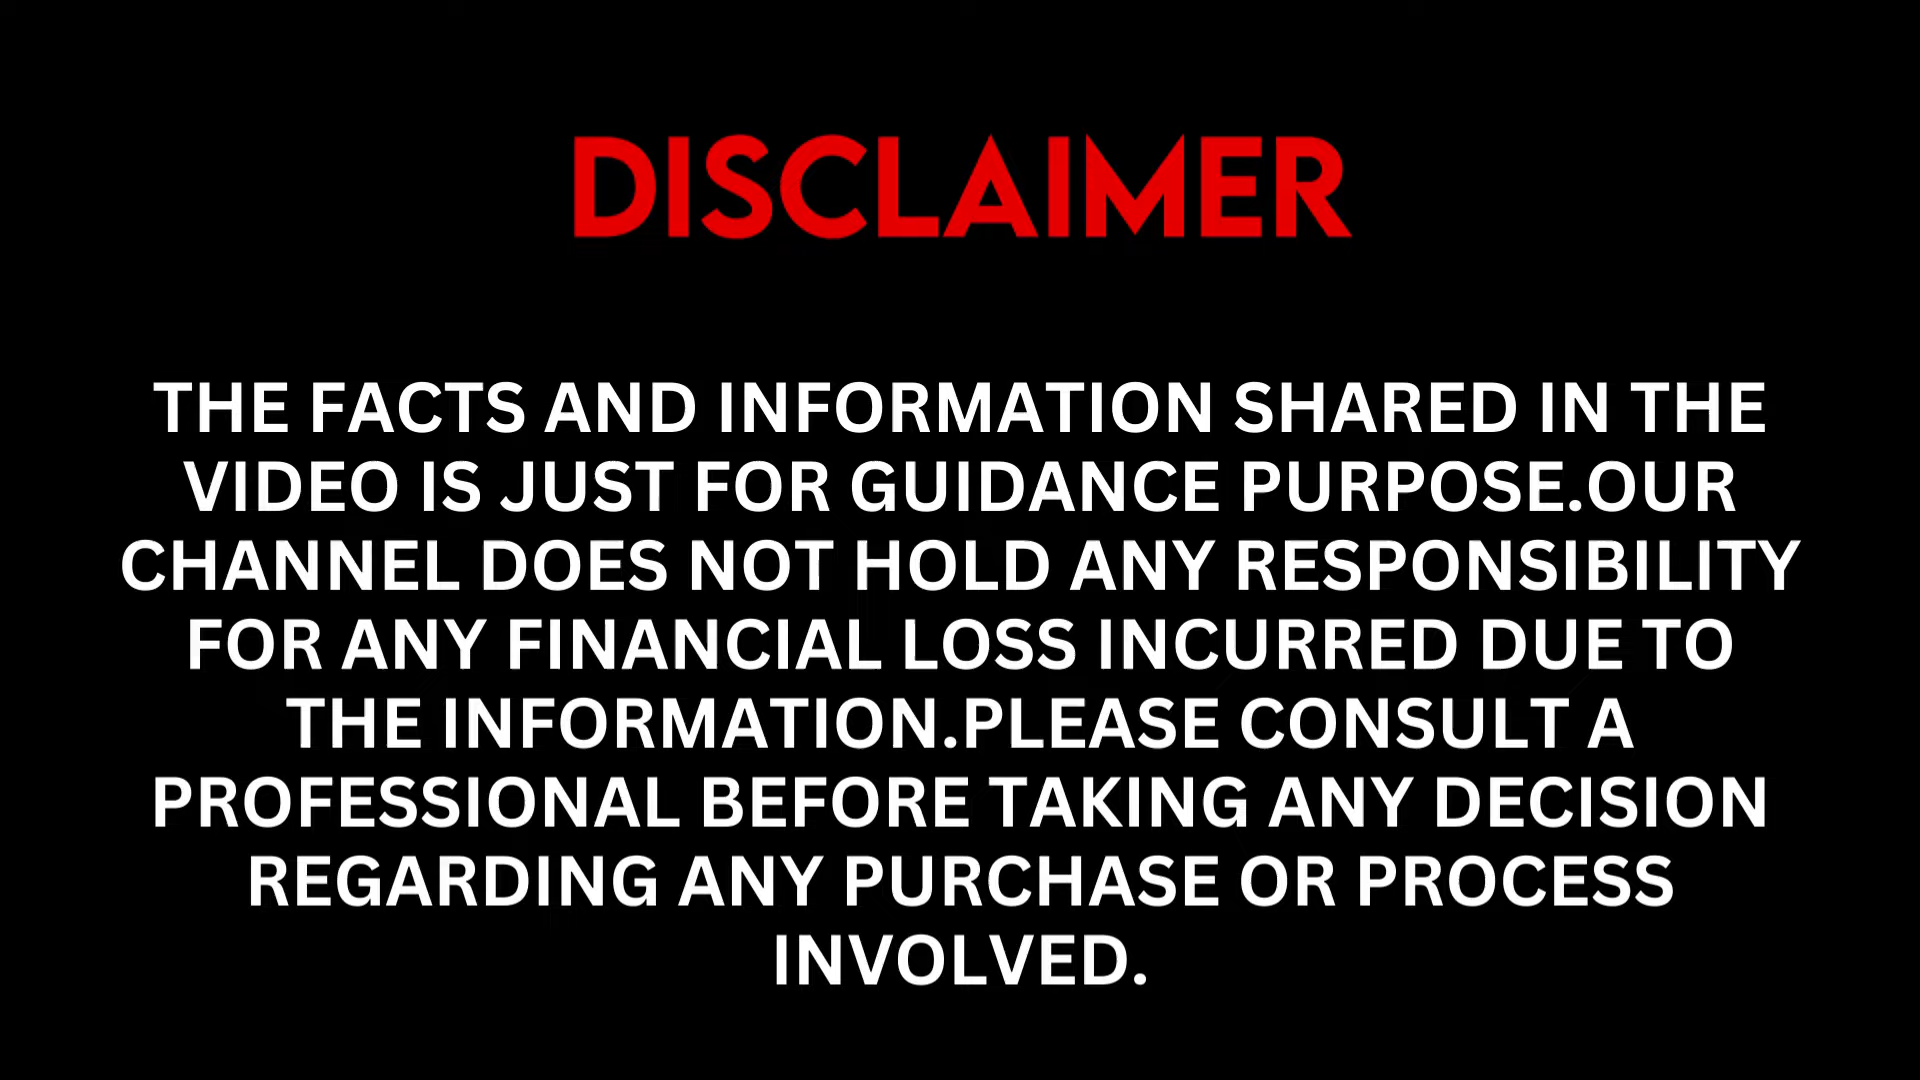 DISCLAIMER
THE FACTS AND INFORMATION SHARED IN THE
VIDEO IS JUST FOR GUIDANCE PURPOSE.OUR
CHANNEL DOES NOT HOLD ANY RESPONSIBILITY
FOR ANY FINANCIAL LOSS INCURRED DUE TO
THE INFORMATION.PLEASE CONSULT A
PROFESSIONAL BEFORE TAKING ANY DECISION
REGARDING ANY PURCHASE OR PROCESS
INVOLVED.